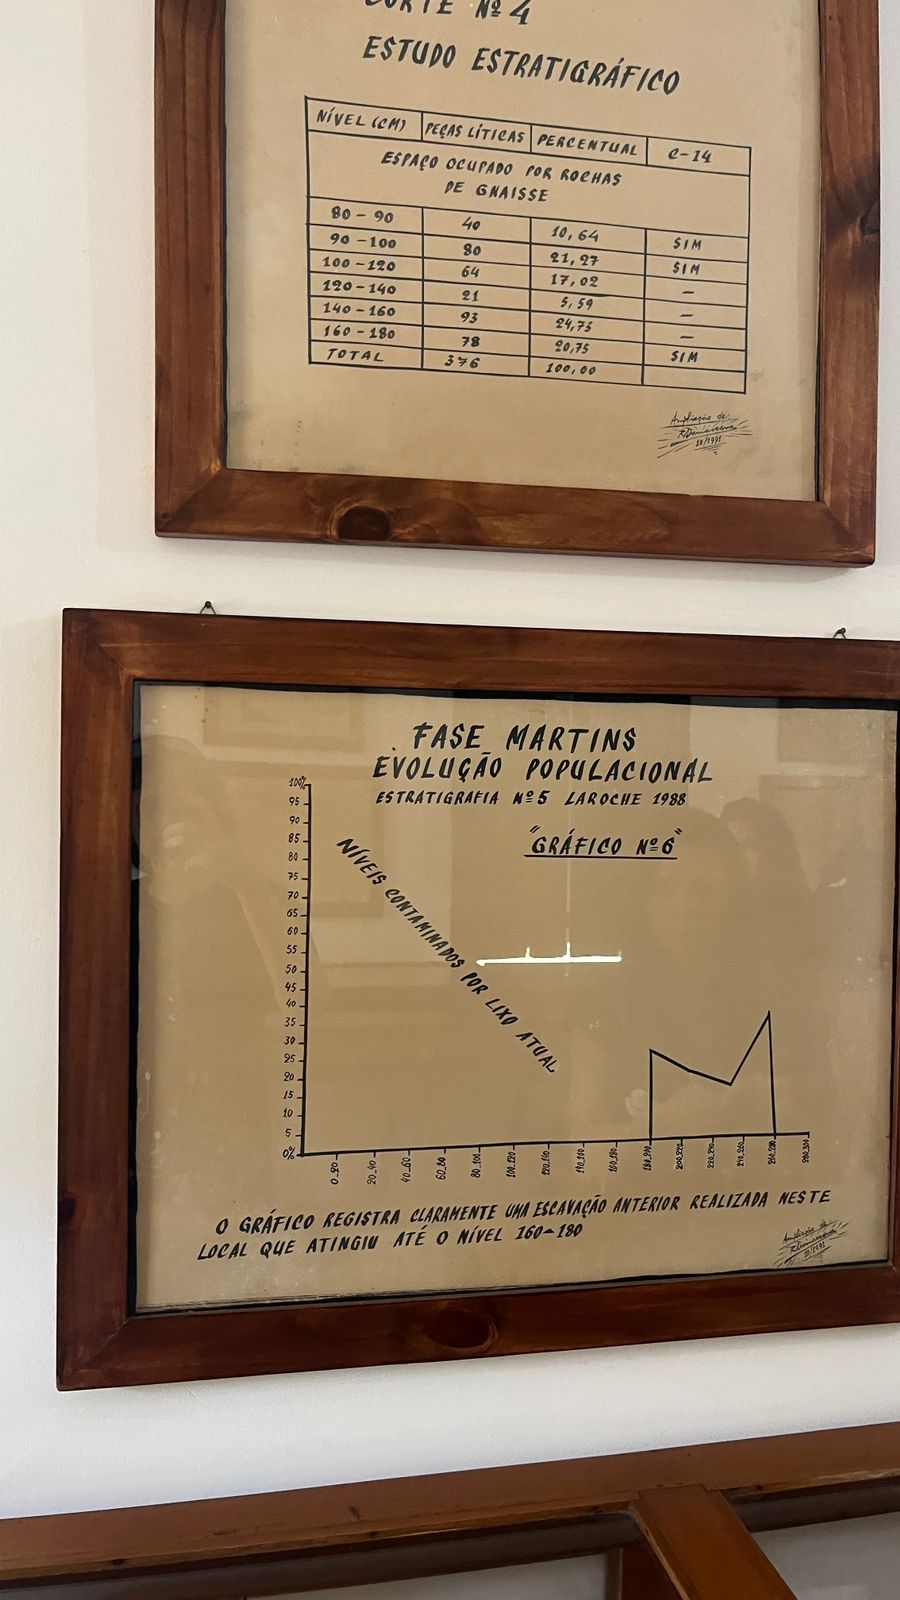 CORTE Nº 4
ESTUDO ESTRATIGRÁFICO
NÍVEL (CM) PEÇAS LÍTICAS PERCENTUAL C-14
ESPAÇO OCUPADO POR ROCHAS
DE GNAISSE
80 - 90 40 10,64 SIM
90 - 100 80 21,27 SIM
100 - 120 64 17,02 —
120 - 140 21 5,59 —
140 - 160 93 24,73 —
160 - 180 78 20,75 SIM
TOTAL 376 100,00
Ampliação de
10/1991
FASE MARTINS
EVOLUÇÃO POPULACIONAL
ESTRATIGRAFIA Nº 5 LAROCHE 1988
"GRÁFICO Nº 6"
100%
95
90
85
80
75
70
65
60
55
50
45
40
35
30
25
20
15
10
5
0%
NÍVEIS CONTAMINADOS POR LIXO ATUAL
0-20 20-40 40-60 60-80 80-100 100-120 120-140 140-160 160-180 180-200 200-220 220-240 240-260 260-280 280-300
O GRÁFICO REGISTRA CLARAMENTE UMA ESCAVAÇÃO ANTERIOR REALIZADA NESTE
LOCAL QUE ATINGIU ATÉ O NÍVEL 160-180
Ampliação de